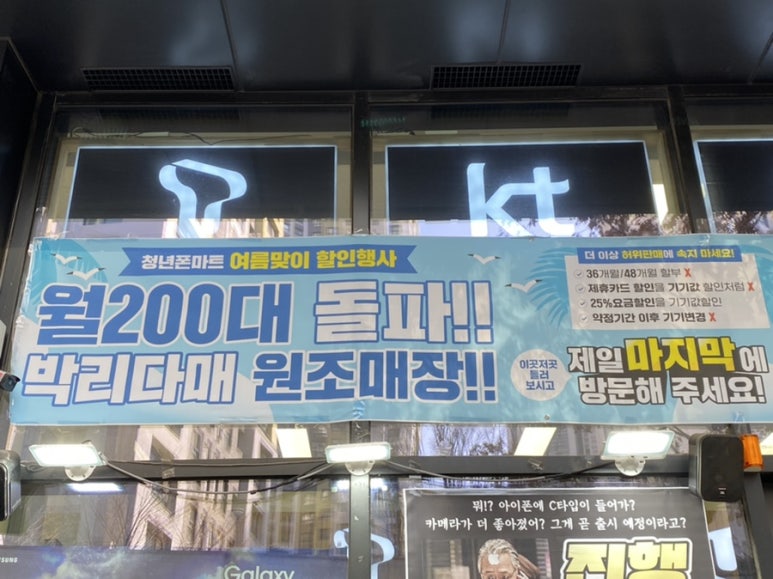 T
kt
청년폰마트 여름맞이 할인행사
월200대 돌파!!
박리다매 원조매장!!
더 이상 허위판매에 속지 마세요!
36개월/48개월 할부 X
제휴카드 할인을 기기값 할인처럼 X
25%요금할인을 기기값할인
약정기간 이후 기기변경 X
이곳저곳
들러
보시고
제일 마지막에
방문해 주세요!
뭐!? 아이폰에 C타입이 들어가?
카메라가 더 좋아졌어? 그게 곧 출시 예정이라고?
SAMSUNG
Galaxy